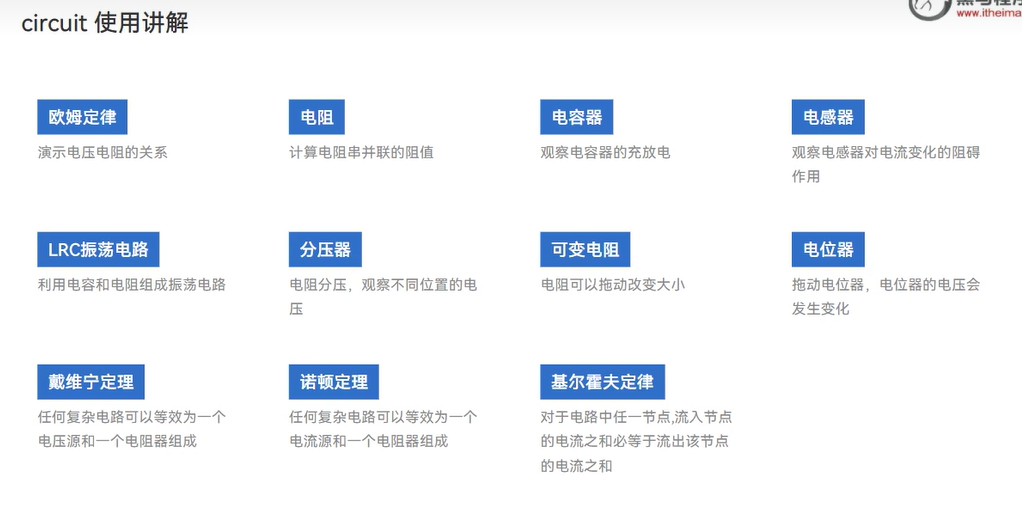 circuit 使用讲解
www.itheima
欧姆定律
演示电压电阻的关系
电阻
计算电阻串并联的阻值
电容器
观察电容器的充放电
电感器
观察电感器对电流变化的阻碍
作用
LRC振荡电路
利用电容和电阻组成振荡电路
分压器
电阻分压，观察不同位置的电
压
可变电阻
电阻可以拖动改变大小
电位器
拖动电位器，电位器的电压会
发生变化
戴维宁定理
任何复杂电路可以等效为一个
电压源和一个电阻器组成
诺顿定理
任何复杂电路可以等效为一个
电流源和一个电阻器组成
基尔霍夫定律
对于电路中任一节点,流入节点
的电流之和必等于流出该节点
的电流之和